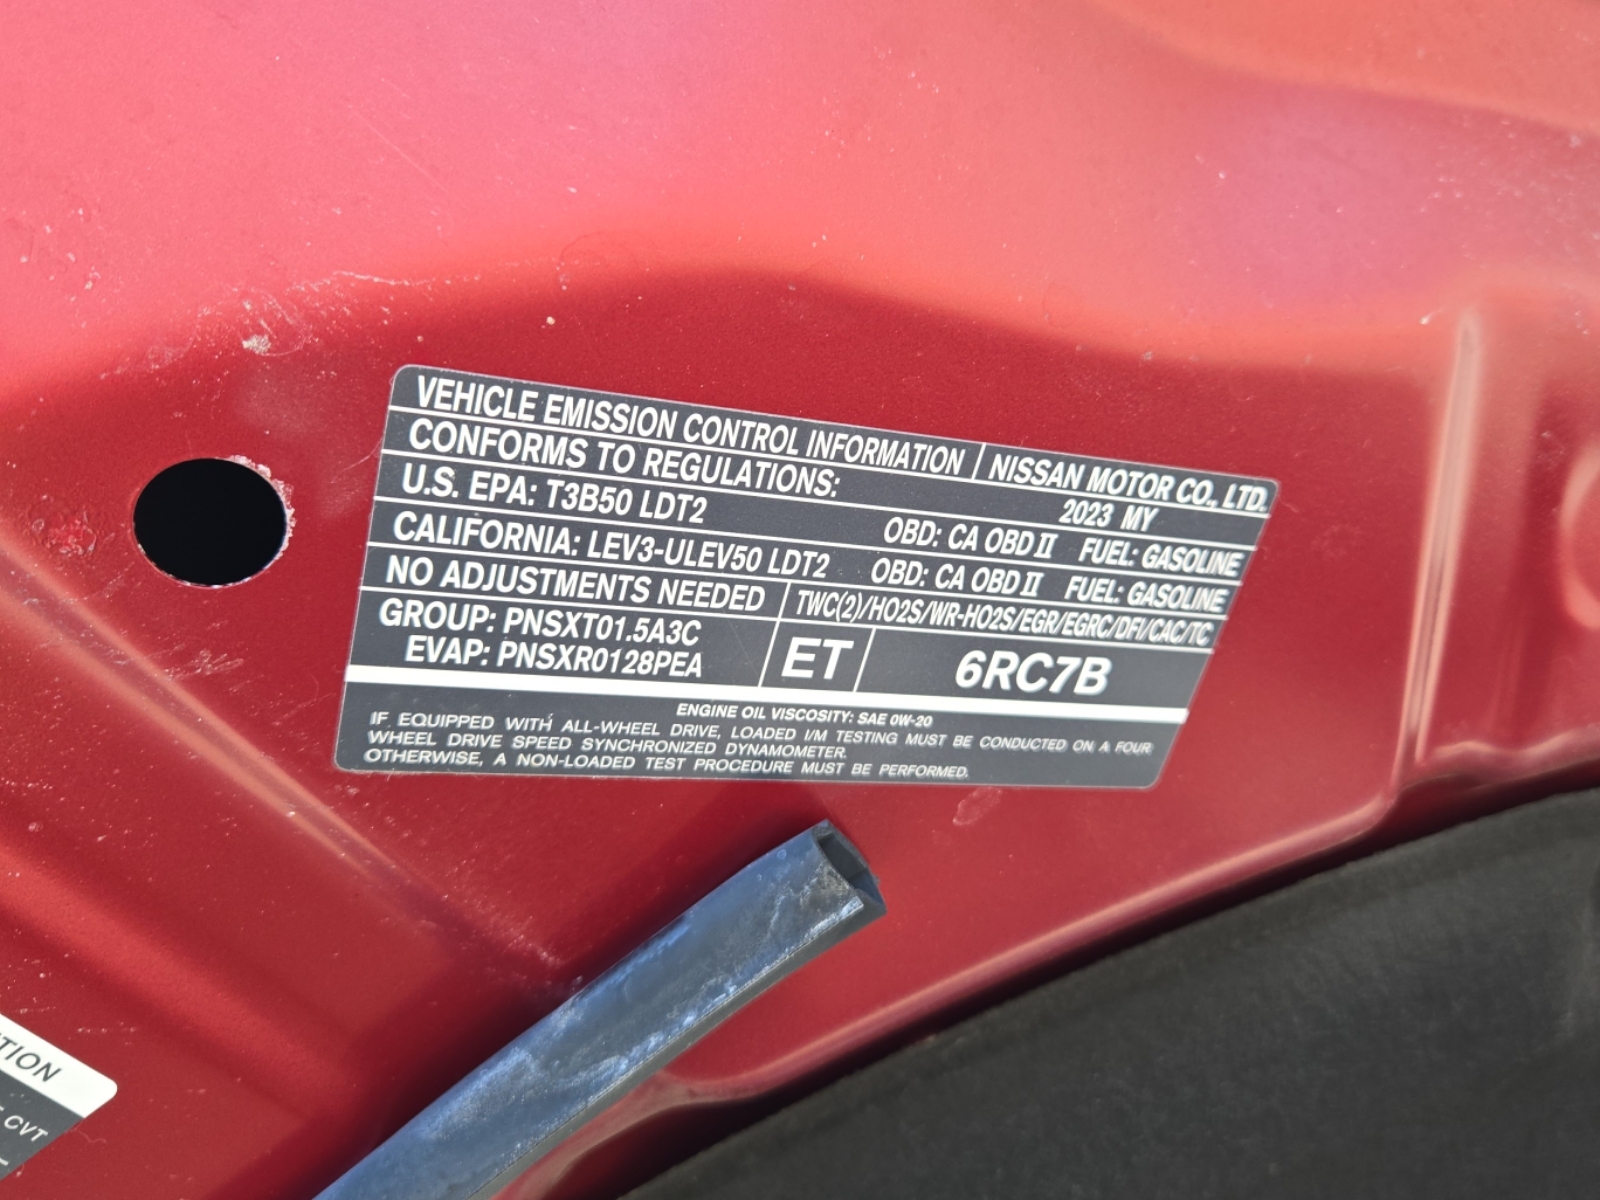 VEHICLE EMISSION CONTROL INFORMATION NISSAN MOTOR CO., LTD.
CONFORMS TO REGULATIONS: 2023 MY
U.S. EPA: T3B50 LDT2 OBD: CA OBD II FUEL: GASOLINE
CALIFORNIA: LEV3-ULEV50 LDT2 OBD: CA OBD II FUEL: GASOLINE
NO ADJUSTMENTS NEEDED TWC(2)/HO2S/WR-HO2S/EGR/EGRC/DFI/CAC/TC
GROUP: PNSXT01.5A3C
EVAP: PNSXR0128PEA
ET 6RC7B
ENGINE OIL VISCOSITY: SAE 0W-20
IF EQUIPPED WITH ALL-WHEEL DRIVE, LOADED I/M TESTING MUST BE CONDUCTED ON A FOUR
WHEEL DRIVE SPEED SYNCHRONIZED DYNAMOMETER.
OTHERWISE, A NON-LOADED TEST PROCEDURE MUST BE PERFORMED.
TION
CVT